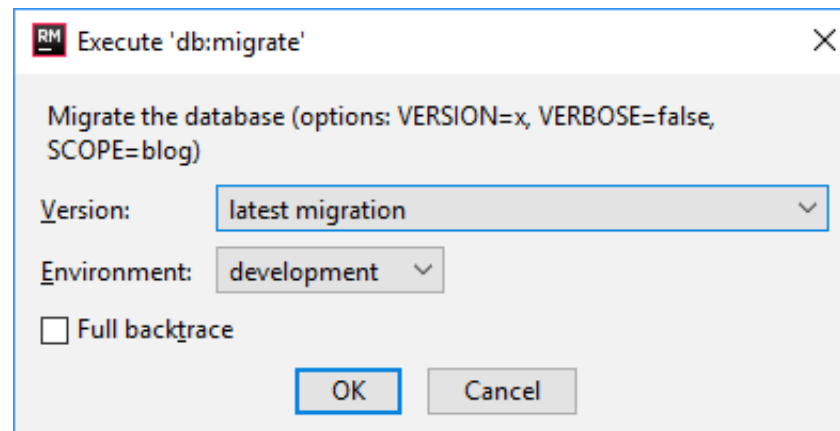 RM
Execute 'db:migrate'
Migrate the database (options: VERSION=x, VERBOSE=false,
SCOPE=blog)
Version: latest migration
Environment: development
Full backtrace
OK Cancel